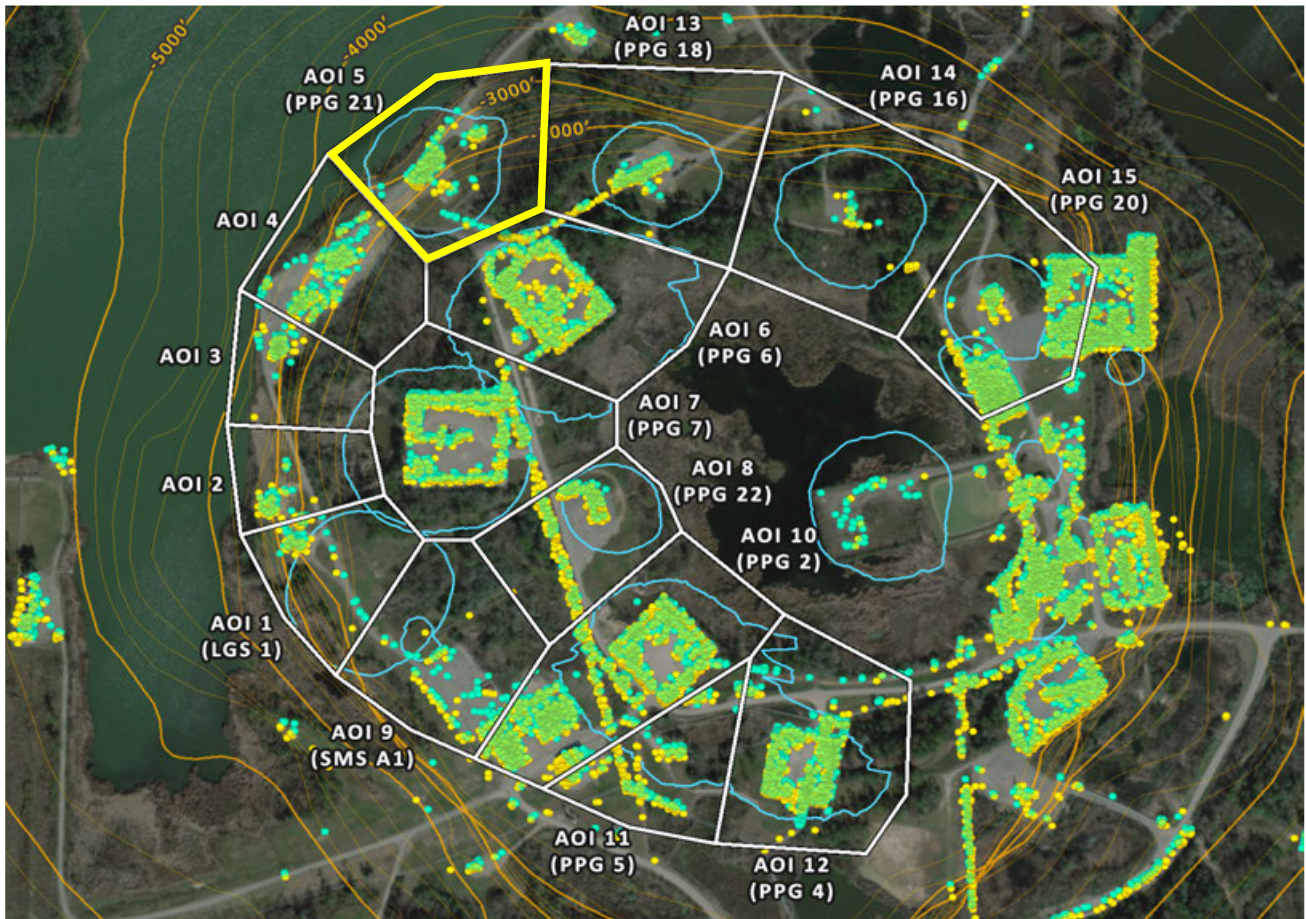 -5000'
-4000'
AOI 13
(PPG 18)
AOI 5
(PPG 21)
-3000'
AOI 14
(PPG 16)
AOI 15
(PPG 20)
AOI 4
AOI 3
AOI 6
(PPG 6)
AOI 7
(PPG 7)
AOI 2
AOI 8
(PPG 22)
AOI 10
(PPG 2)
AOI 1
(LGS 1)
AOI 9
(SMS A1)
AOI 11
(PPG 5)
AOI 12
(PPG 4)